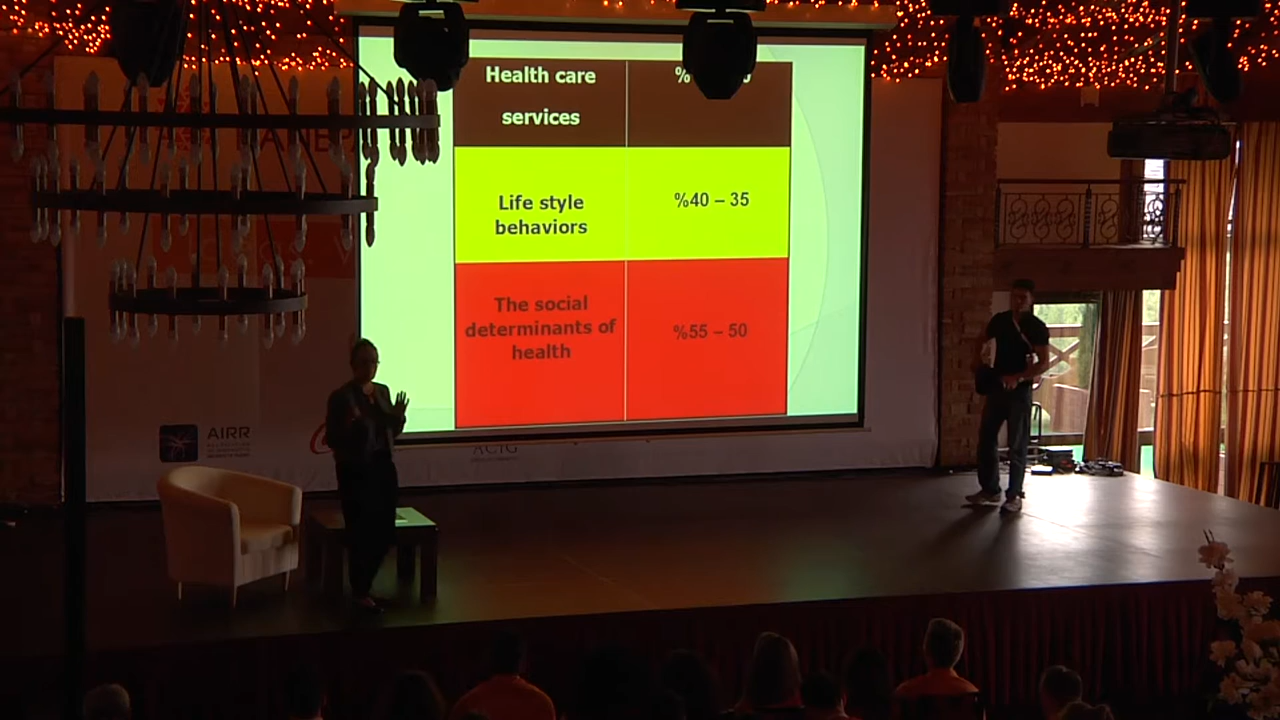 Health care
services
%
Life style
behaviors
%40 – 35
The social
determinants of
health
%55 – 50
AIRR